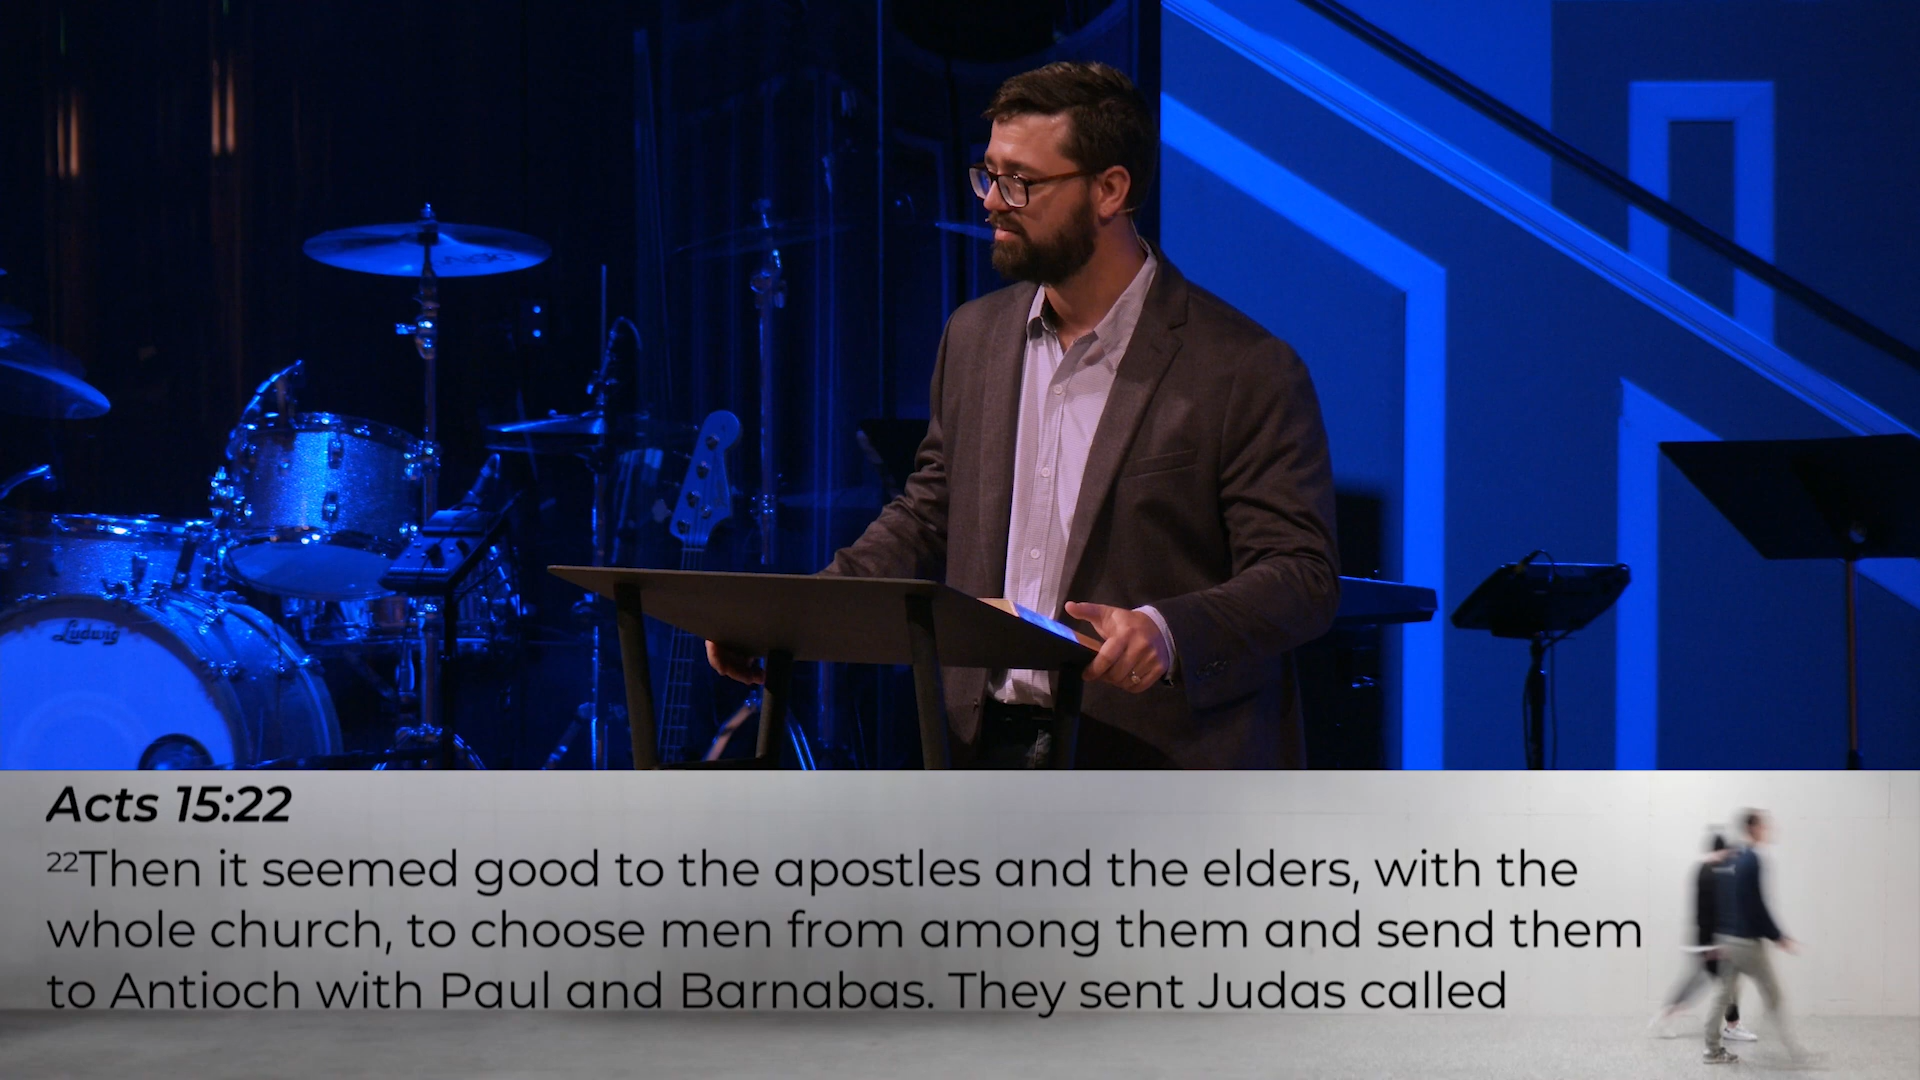 Ludwig
Acts 15:22
22Then it seemed good to the apostles and the elders, with the
whole church, to choose men from among them and send them
to Antioch with Paul and Barnabas. They sent Judas called